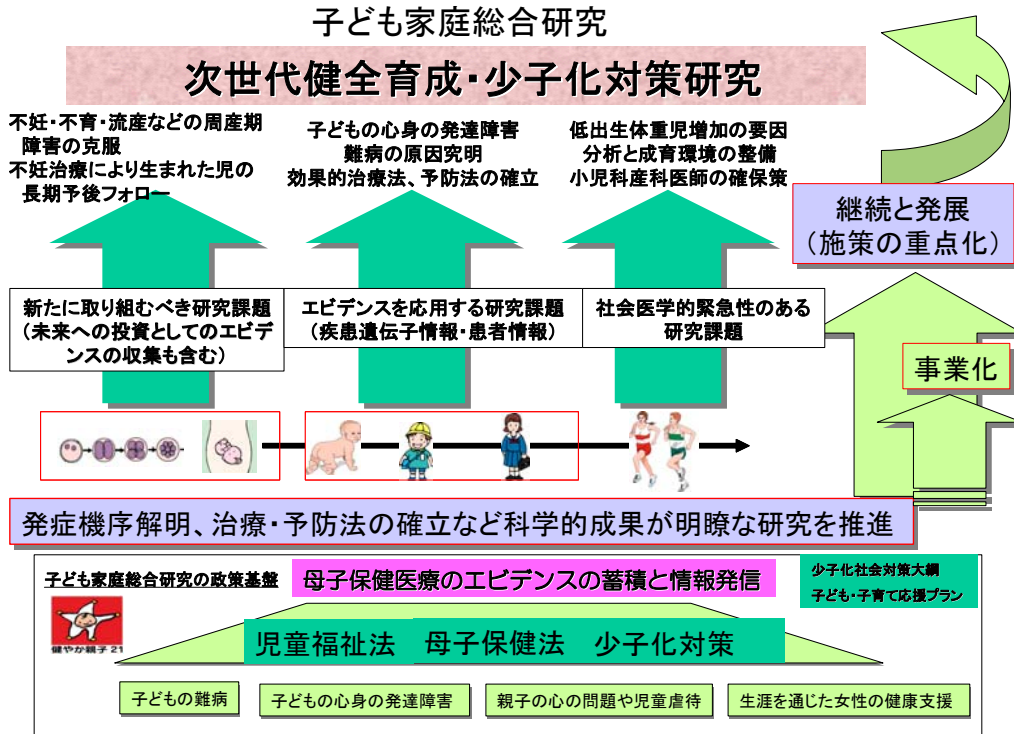 子ども家庭総合研究
次世代健全育成・少子化対策研究
不妊・不育・流産などの周産期
障害の克服
不妊治療により生まれた児の
長期予後フォロー
子どもの心身の発達障害
難病の原因究明
効果的治療法、予防法の確立
低出生体重児増加の要因
分析と成育環境の整備
小児科産科医師の確保策
継続と発展
（施策の重点化）
新たに取り組むべき研究課題
（未来への投資としてのエビデ
ンスの収集も含む）
エビデンスを応用する研究課題
（疾患遺伝子情報・患者情報）
社会医学的緊急性のある
研究課題
事業化
発症機序解明、治療・予防法の確立など科学的成果が明瞭な研究を推進
子ども家庭総合研究の政策基盤
母子保健医療のエビデンスの蓄積と情報発信
少子化社会対策大綱
子ども・子育て応援プラン
健やか親子21
児童福祉法 母子保健法 少子化対策
子どもの難病
子どもの心身の発達障害
親子の心の問題や児童虐待
生涯を通じた女性の健康支援